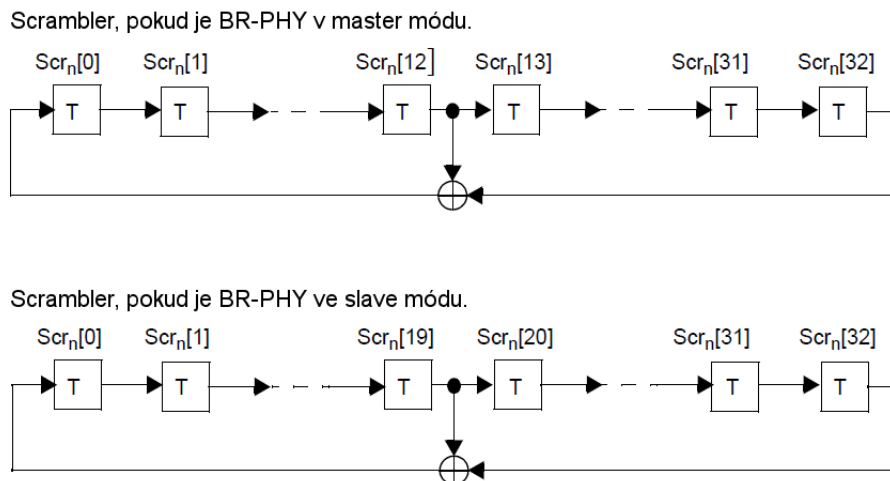 Scrambler, pokud je BR-PHY v master módu.
Scrn[0] Scrn[1] Scrn[12] Scrn[13] Scrn[31] Scrn[32]
T T T T T T
Scrambler, pokud je BR-PHY ve slave módu.
Scrn[0] Scrn[1] Scrn[19] Scrn[20] Scrn[31] Scrn[32]
T T T T T T